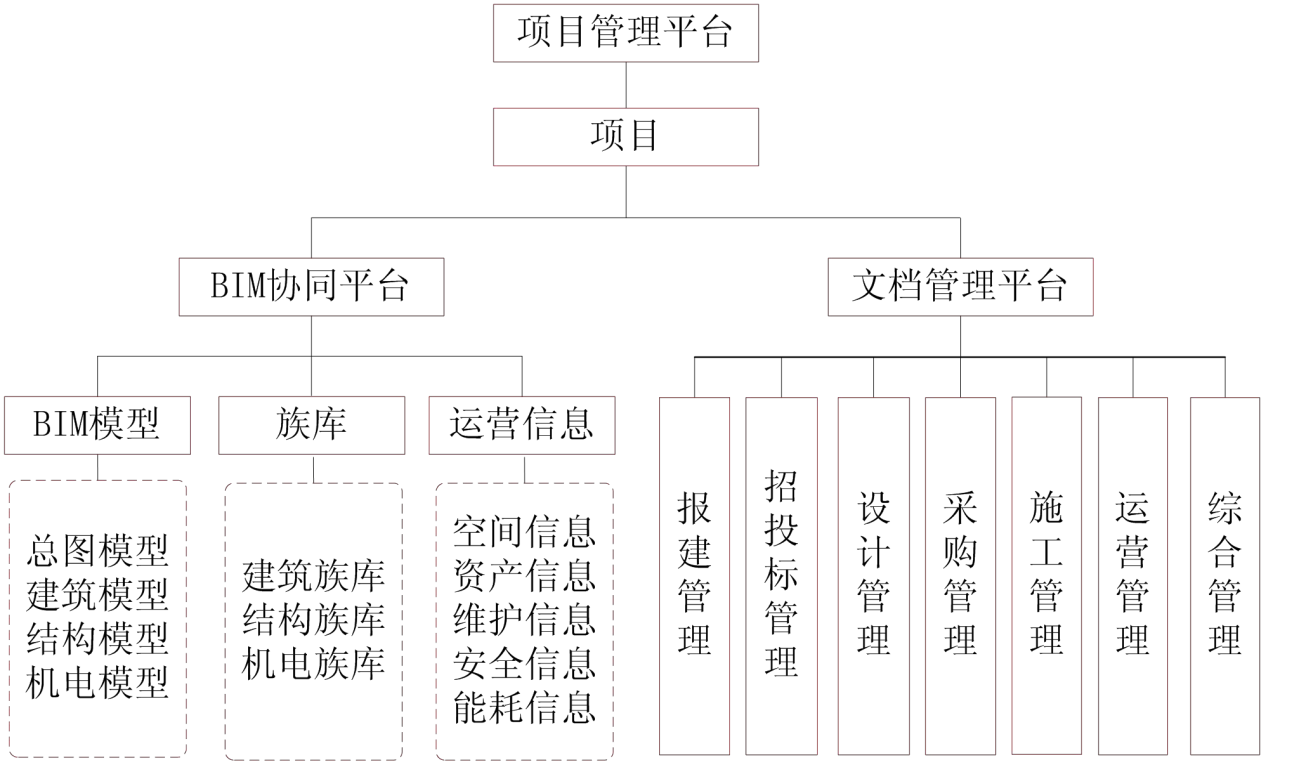 项目管理平台
项目
BIM协同平台
文档管理平台
BIM模型
族库
运营信息
总图模型
建筑模型
结构模型
机电模型
建筑族库
结构族库
机电族库
空间信息
资产信息
维护信息
安全信息
能耗信息
报建管理
招投标管理
设计管理
采购管理
施工管理
运营管理
综合管理